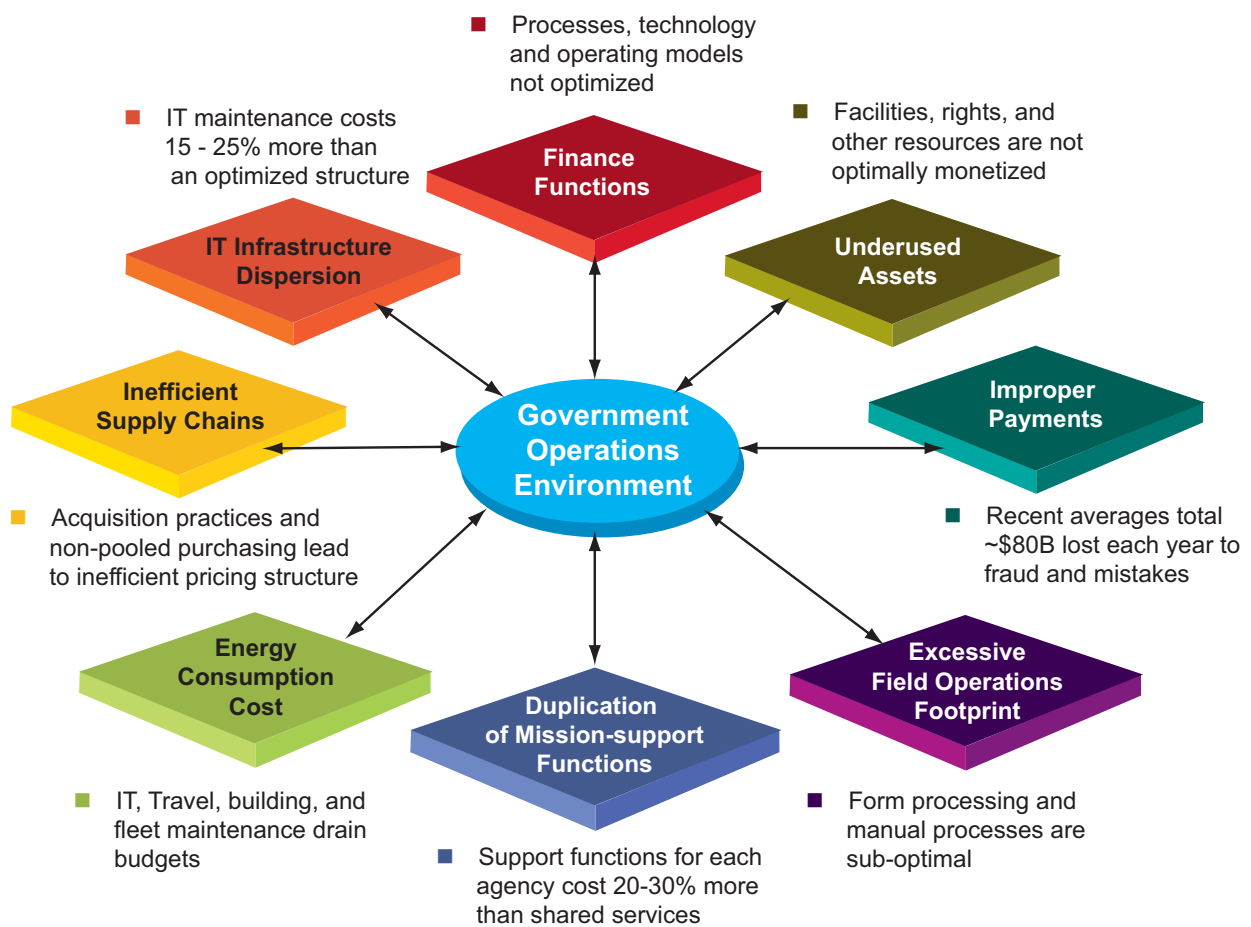 Processes, technology
and operating models
not optimized
Finance
Functions
IT maintenance costs
15 - 25% more than
an optimized structure
IT Infrastructure
Dispersion
Facilities, rights, and
other resources are not
optimally monetized
Underused
Assets
Inefficient
Supply Chains
Acquisition practices and
non-pooled purchasing lead
to inefficient pricing structure
Government
Operations
Environment
Improper
Payments
Recent averages total
~$80B lost each year to
fraud and mistakes
Energy
Consumption
Cost
IT, Travel, building, and
fleet maintenance drain
budgets
Duplication
of Mission-support
Functions
Support functions for each
agency cost 20-30% more
than shared services
Excessive
Field Operations
Footprint
Form processing and
manual processes are
sub-optimal